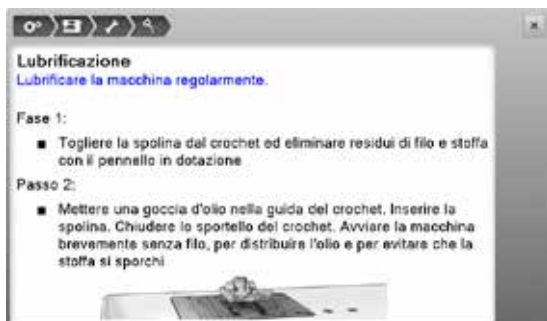 Lubrificazione
Lubrificare la macchina regolarmente.
Fase 1:
Togliere la spolina dal crochet ed eliminare residui di filo e stoffa
con il pennello in dotazione
Passo 2:
Mettere una goccia d'olio nella guida del crochet. Inserire la
spolina. Chiudere lo sportello del crochet. Avviare la macchina
brevemente senza filo, per distribuire l'olio e per evitare che la
stoffa si sporchi